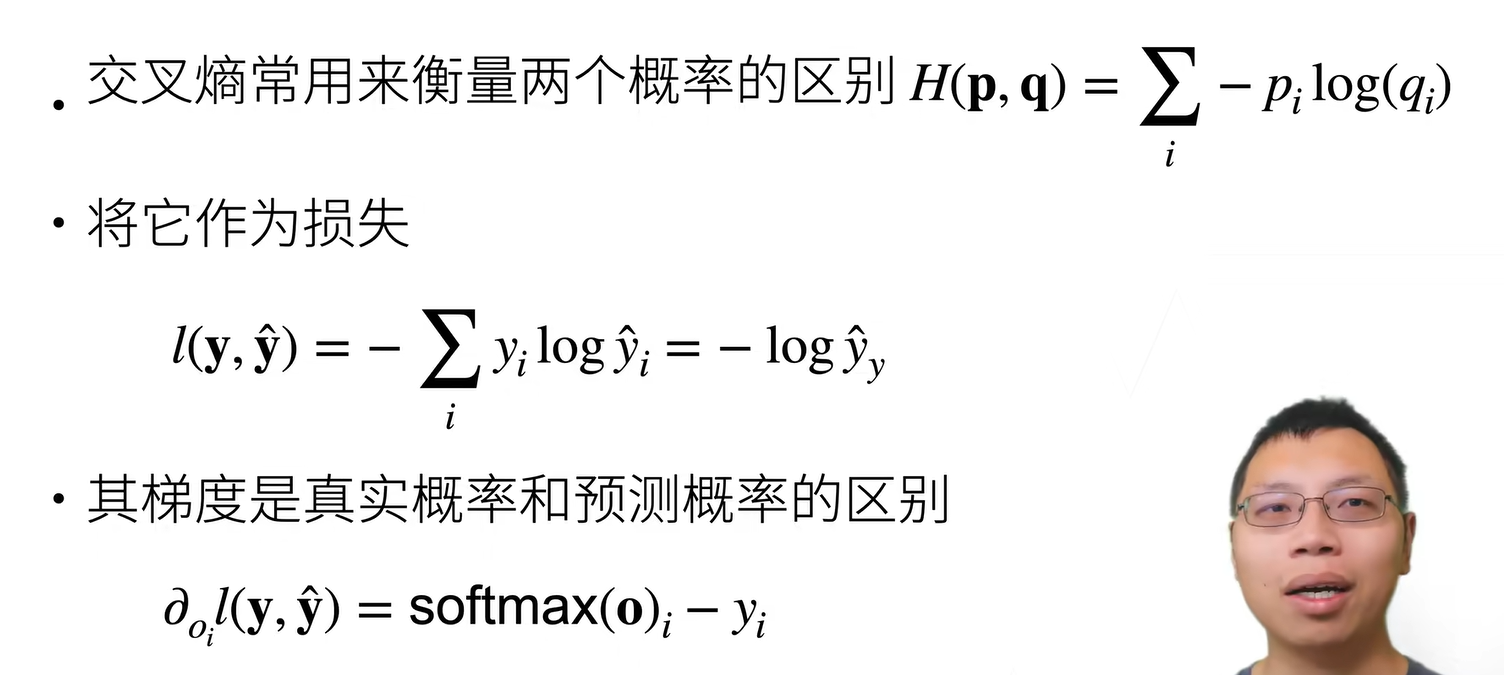 • 交叉熵常用来衡量两个概率的区别 $H(\mathbf{p}, \mathbf{q}) = \sum_{i} - p_i \log(q_i)$
• 将它作为损失
$l(\mathbf{y}, \hat{\mathbf{y}}) = - \sum_{i} y_i \log \hat{y}_i = - \log \hat{y}_y$
• 其梯度是真实概率和预测概率的区别
$\partial_{o_i} l(\mathbf{y}, \hat{\mathbf{y}}) = \text{softmax}(\mathbf{o})_i - y_i$